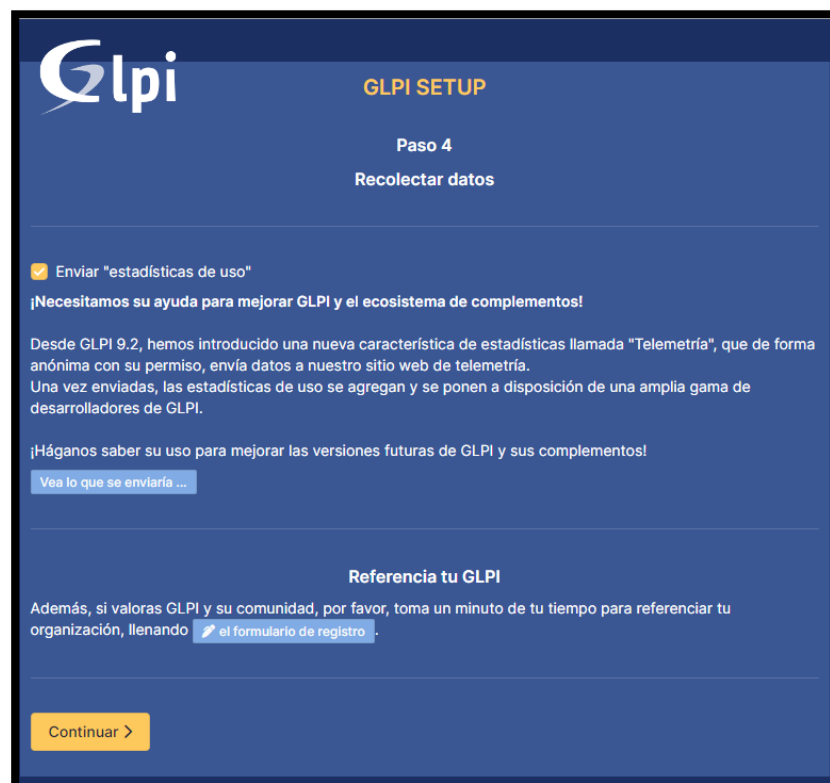 Glpi
GLPI SETUP
Paso 4
Recolectar datos
Enviar "estadísticas de uso"
¡Necesitamos su ayuda para mejorar GLPI y el ecosistema de complementos!
Desde GLPI 9.2, hemos introducido una nueva característica de estadísticas llamada "Telemetría", que de forma
anónima con su permiso, envía datos a nuestro sitio web de telemetría.
Una vez enviadas, las estadísticas de uso se agregan y se ponen a disposición de una amplia gama de
desarrolladores de GLPI.
¡Háganos saber su uso para mejorar las versiones futuras de GLPI y sus complementos!
Vea lo que se enviaría ...
Referencia tu GLPI
Además, si valoras GLPI y su comunidad, por favor, toma un minuto de tu tiempo para referenciar tu
organización, llenando el formulario de registro .
Continuar